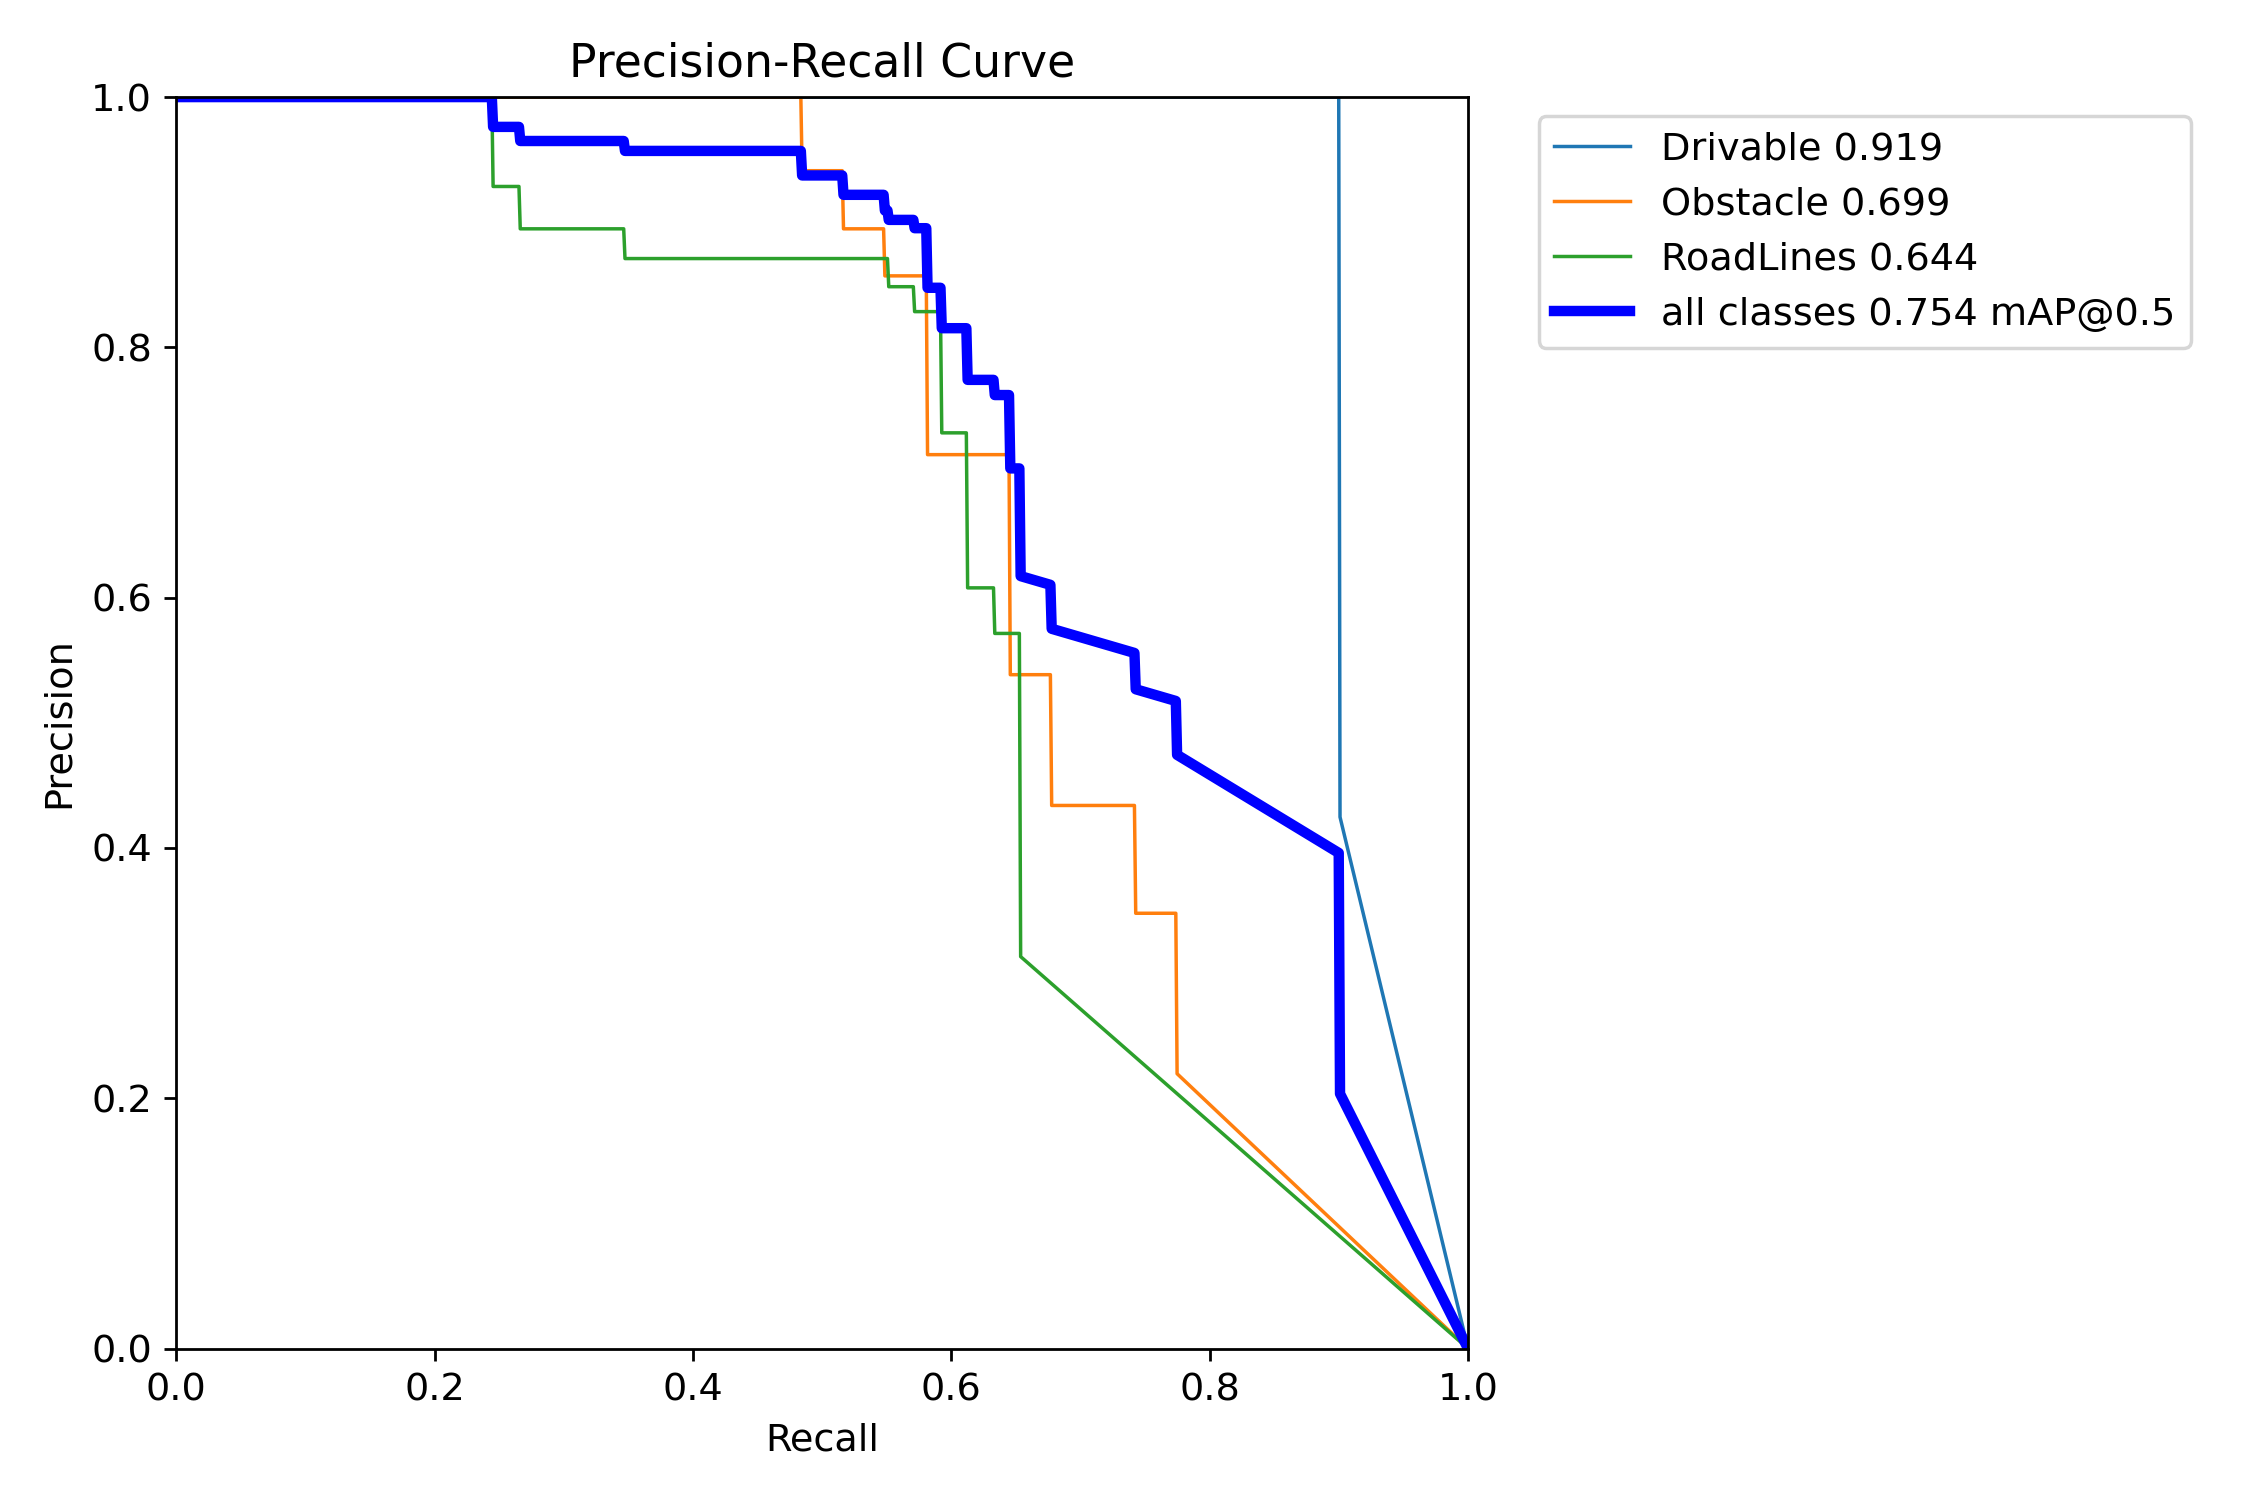 Precision-Recall Curve
1.0
0.8
0.6
0.4
0.2
0.0
Precision
0.0 0.2 0.4 0.6 0.8 1.0
Recall
Drivable 0.919
Obstacle 0.699
RoadLines 0.644
all classes 0.754 mAP@0.5